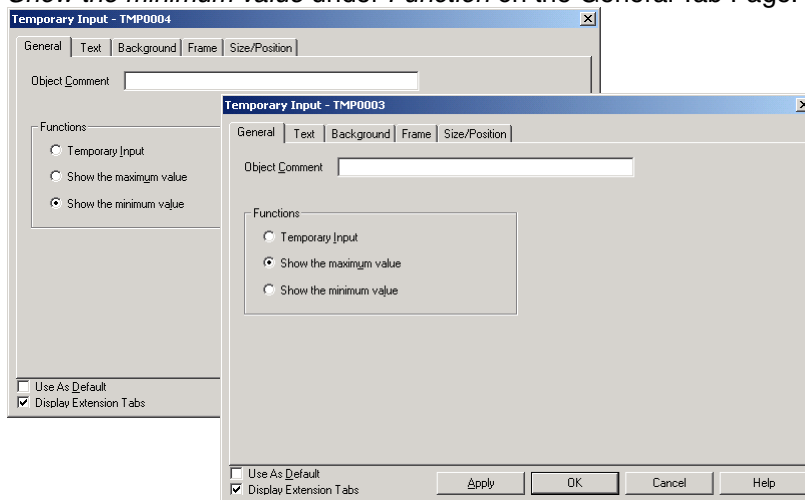 Show the minimum value under Function on the General Tab Page.
Temporary Input - TMP0004
General Text Background Frame Size/Position
Object Comment
Functions
Temporary Input
Show the maximum value
Show the minimum value
Use As Default
Display Extension Tabs
Temporary Input - TMP0003
General Text Background Frame Size/Position
Object Comment
Functions
Temporary Input
Show the maximum value
Show the minimum value
Use As Default
Display Extension Tabs
Apply OK Cancel Help